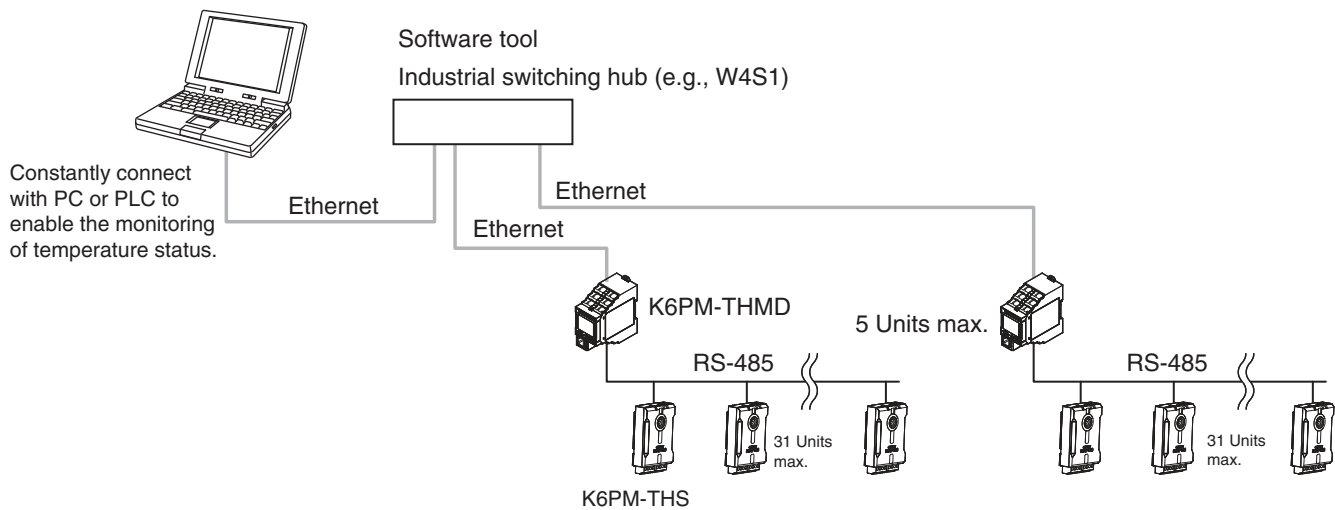 Software tool
Industrial switching hub (e.g., W4S1)
Constantly connect
with PC or PLC to
enable the monitoring
of temperature status.
Ethernet
Ethernet
Ethernet
K6PM-THMD
5 Units max.
RS-485
RS-485
31 Units
max.
31 Units
max.
K6PM-THS